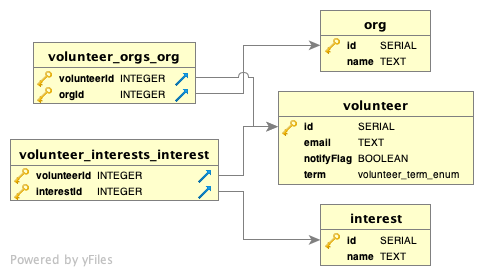 org
id SERIAL
name TEXT
volunteer_orgs_org
volunteerId INTEGER
orgId INTEGER
volunteer
id SERIAL
email TEXT
notifyFlag BOOLEAN
term volunteer_term_enum
volunteer_interests_interest
volunteerId INTEGER
interestId INTEGER
interest
id SERIAL
name TEXT
Powered by yFiles